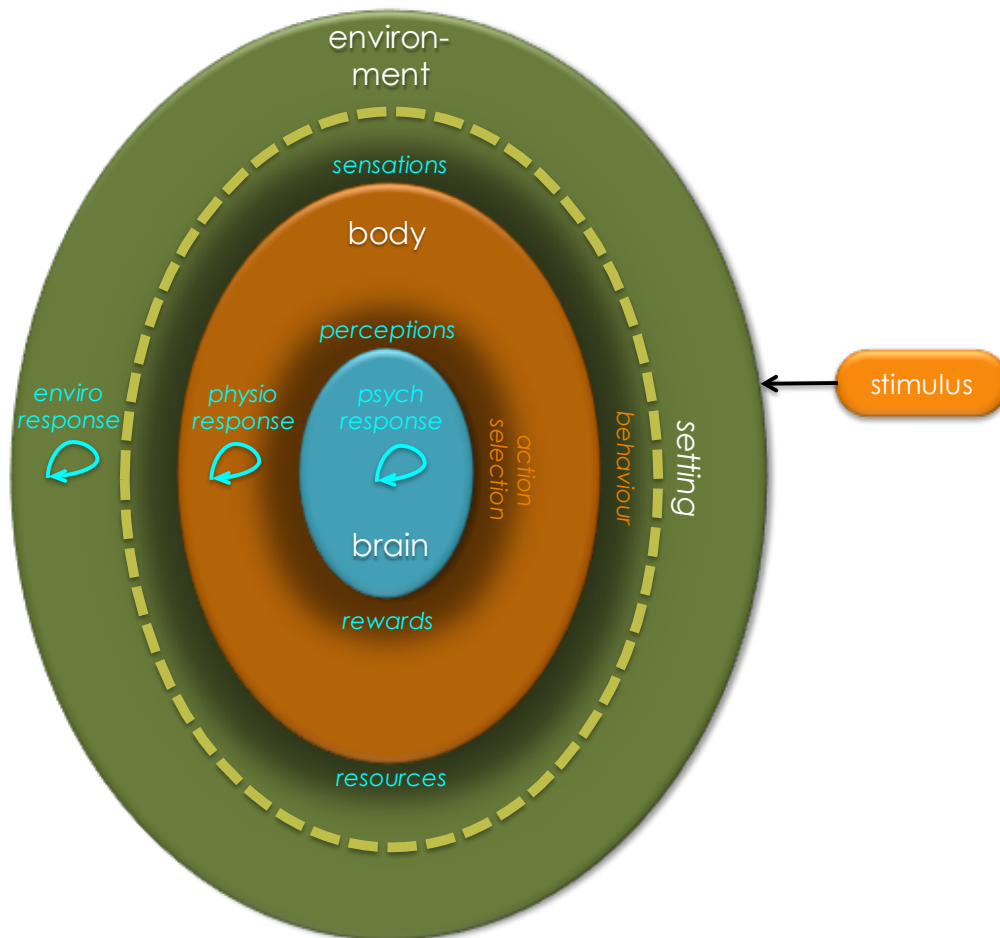 environ-
ment
sensations
body
perceptions
enviro
response
physio
response
psych
response
action
selection
behaviour
setting
stimulus
brain
rewards
resources